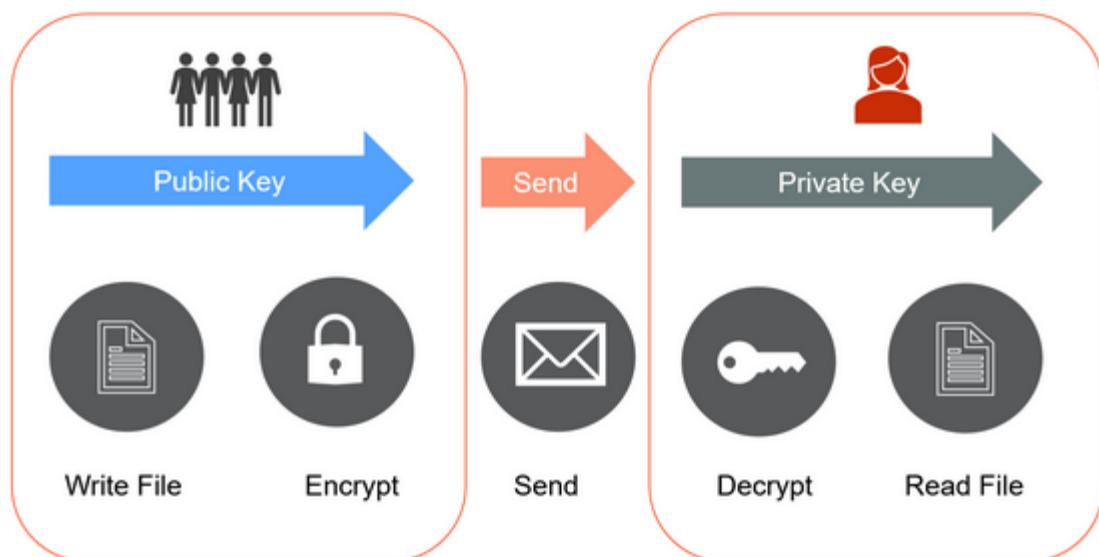 Public Key
Send
Private Key
Write File
Encrypt
Send
Decrypt
Read File